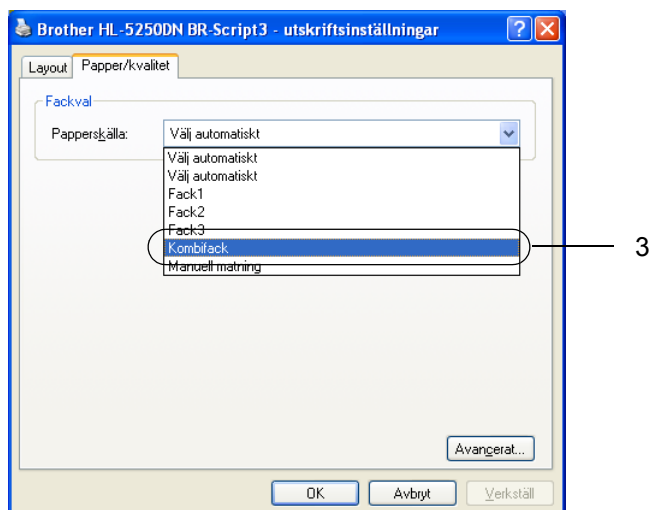 Brother HL-5250DN BR-Script3 - utskriftsinställningar
Layout Papper/kvalitet
Fackval
Papperskälla: Välj automatiskt
Välj automatiskt
Välj automatiskt
Fack1
Fack2
Fack3
Kombifack
3
Manuell matning
Avancerat...
OK Avbryt Verkställ